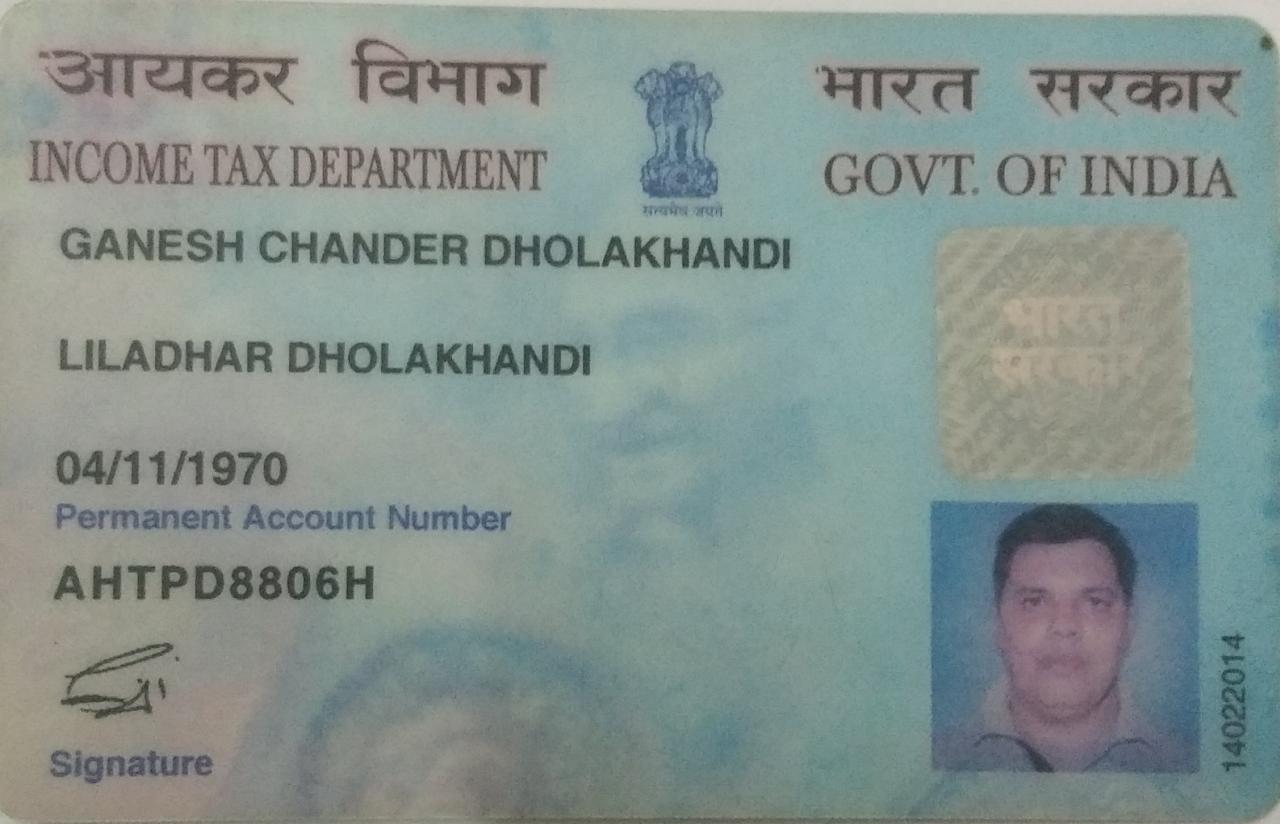 आयकर विभाग
INCOME TAX DEPARTMENT
भारत सरकार
GOVT. OF INDIA
सत्यमेव जयते
GANESH CHANDER DHOLAKHANDI
LILADHAR DHOLAKHANDI
04/11/1970
Permanent Account Number
AHTPD8806H
Signature
भारत
सरकार
14022014